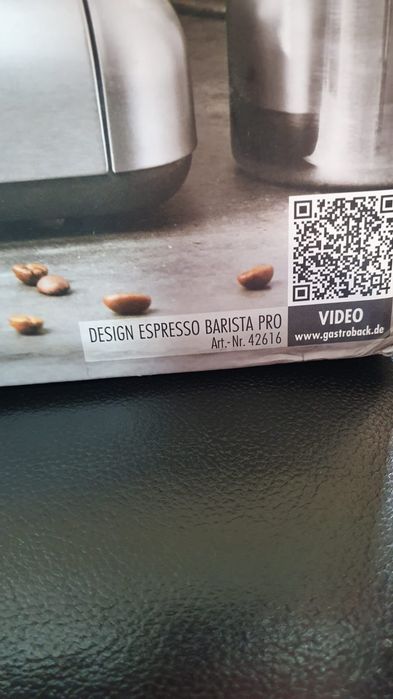 DESIGN ESPRESSO BARISTA PRO
Art.-Nr. 42616
VIDEO
www.gastroback.de